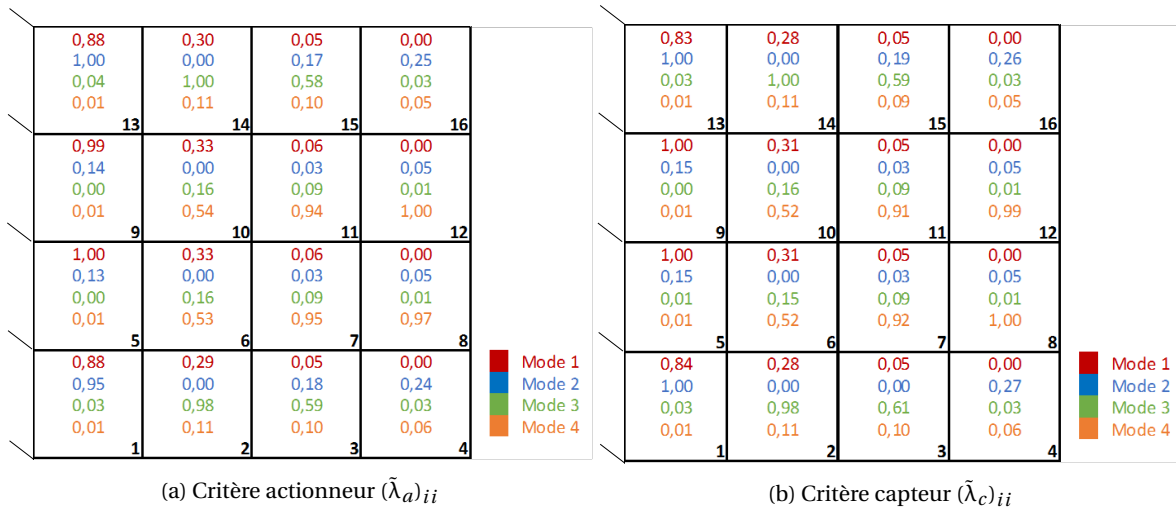 0,88 0,30 0,05 0,00
1,00 0,00 0,17 0,25
0,04 1,00 0,58 0,03
0,01 0,11 0,10 0,05
13 14 15 16
0,99 0,33 0,06 0,00
0,14 0,00 0,03 0,05
0,00 0,16 0,09 0,01
0,01 0,54 0,94 1,00
9 10 11 12
1,00 0,33 0,06 0,00
0,13 0,00 0,03 0,05
0,00 0,16 0,09 0,01
0,01 0,53 0,95 0,97
5 6 7 8
0,88 0,29 0,05 0,00
0,95 0,00 0,18 0,24
0,03 0,98 0,59 0,03
0,01 0,11 0,10 0,06
1 2 3 4
Mode 1
Mode 2
Mode 3
Mode 4
(a) Critère actionneur (λ̃a)ii
0,83 0,28 0,05 0,00
1,00 0,00 0,19 0,26
0,03 1,00 0,59 0,03
0,01 0,11 0,09 0,05
13 14 15 16
1,00 0,31 0,05 0,00
0,15 0,00 0,03 0,05
0,00 0,16 0,09 0,01
0,01 0,52 0,91 0,99
9 10 11 12
1,00 0,31 0,05 0,00
0,15 0,00 0,03 0,05
0,01 0,15 0,09 0,01
0,01 0,52 0,92 1,00
5 6 7 8
0,84 0,28 0,05 0,00
1,00 0,00 0,00 0,27
0,03 0,98 0,61 0,03
0,01 0,11 0,10 0,06
1 2 3 4
Mode 1
Mode 2
Mode 3
Mode 4
(b) Critère capteur (λ̃c)ii